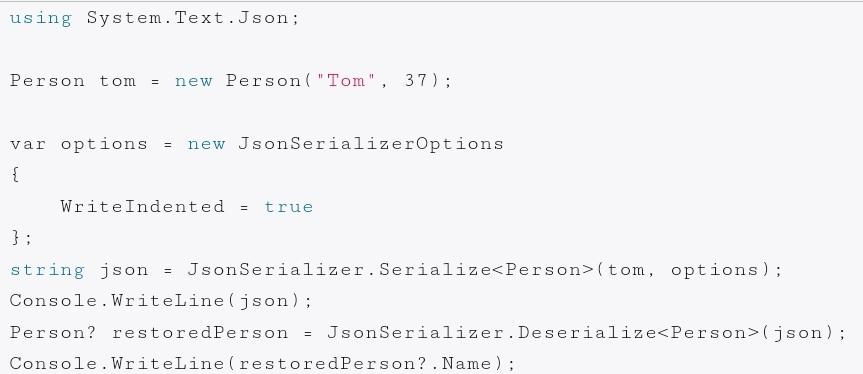 using System.Text.Json;

Person tom = new Person("Tom", 37);

var options = new JsonSerializerOptions
{
    WriteIndented = true
};
string json = JsonSerializer.Serialize<Person>(tom, options);
Console.WriteLine(json);
Person? restoredPerson = JsonSerializer.Deserialize<Person>(json);
Console.WriteLine(restoredPerson?.Name);